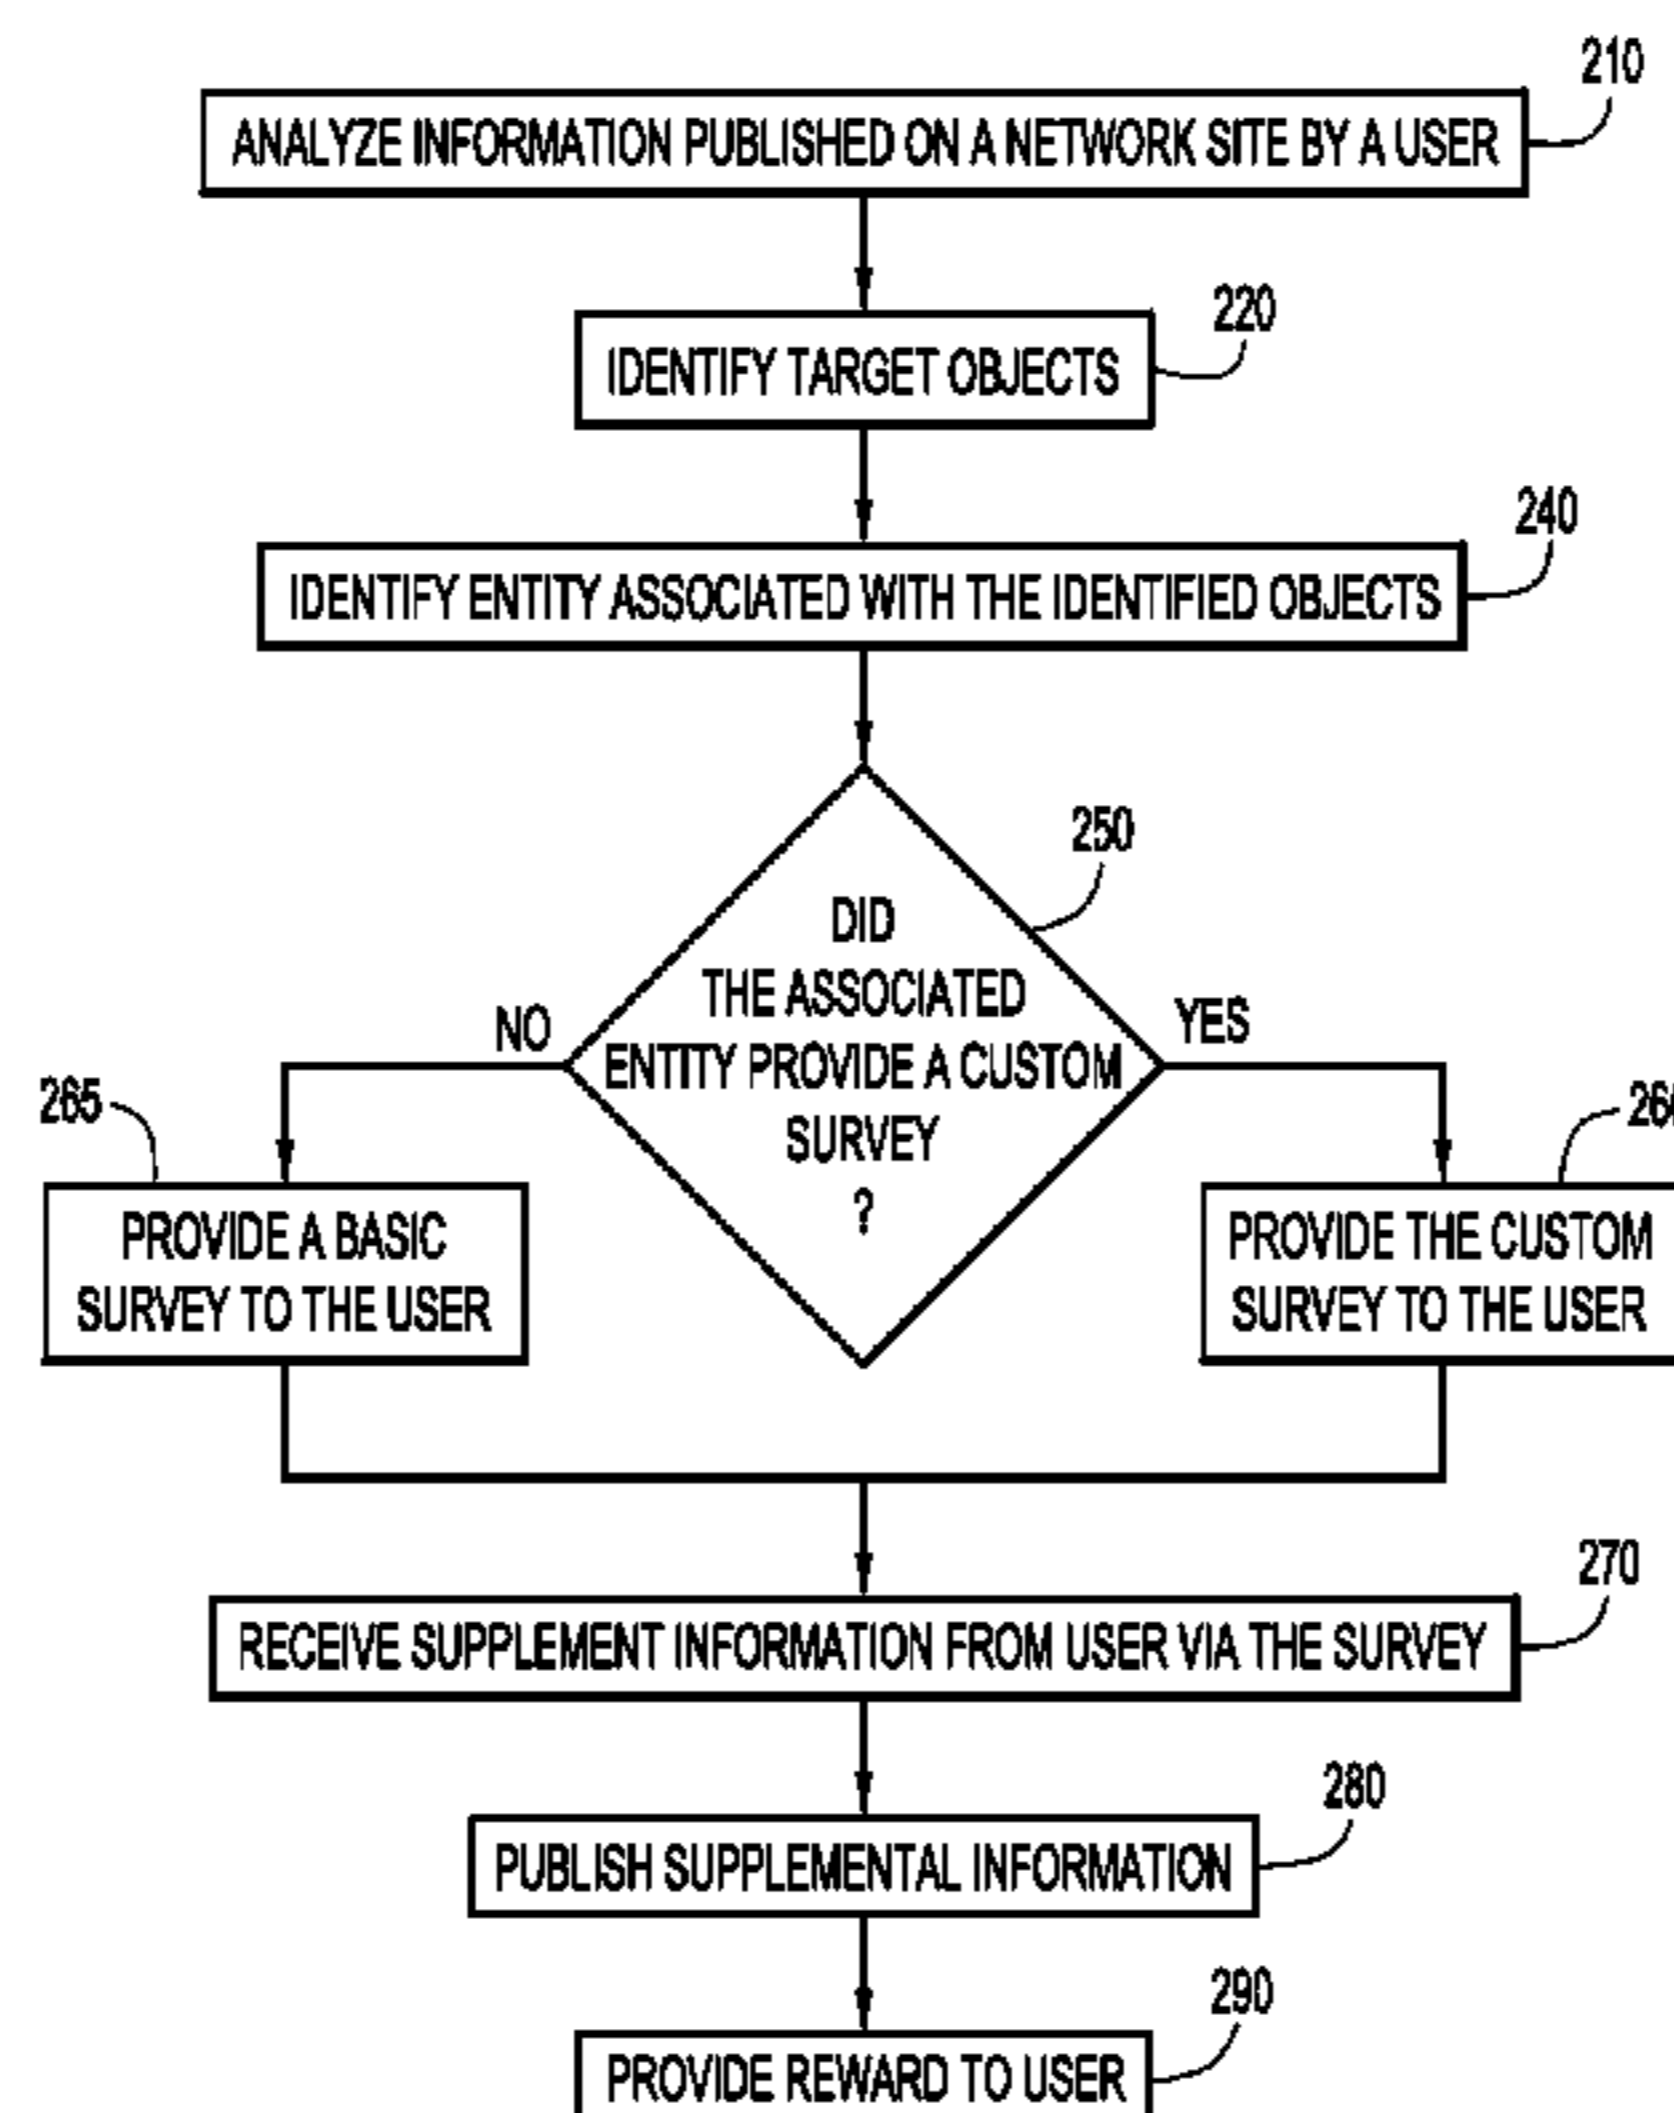 210
ANALYZE INFORMATION PUBLISHED ON A NETWORK SITE BY A USER
220
IDENTIFY TARGET OBJECTS
240
IDENTIFY ENTITY ASSOCIATED WITH THE IDENTIFIED OBJECTS
250
DID
THE ASSOCIATED
ENTITY PROVIDE A CUSTOM
SURVEY
?
NO
YES
265
PROVIDE A BASIC
SURVEY TO THE USER
PROVIDE THE CUSTOM
SURVEY TO THE USER
270
RECEIVE SUPPLEMENT INFORMATION FROM USER VIA THE SURVEY
280
PUBLISH SUPPLEMENTAL INFORMATION
290
PROVIDE REWARD TO USER